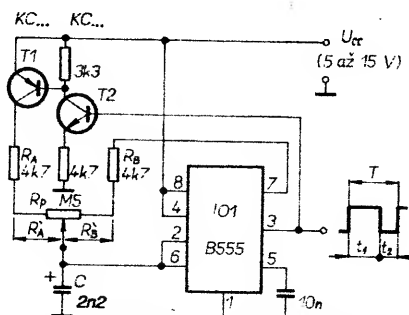 KC... KC...
T1
3k3
T2
Ucc
(5 až 15 V)
RA
4k7
4k7
RB
4k7
Rp
M5
R'A
R'B
+
C
2n2
8
4
2
6
7
3
5
1
IO1
B555
10n
T
t1
t2